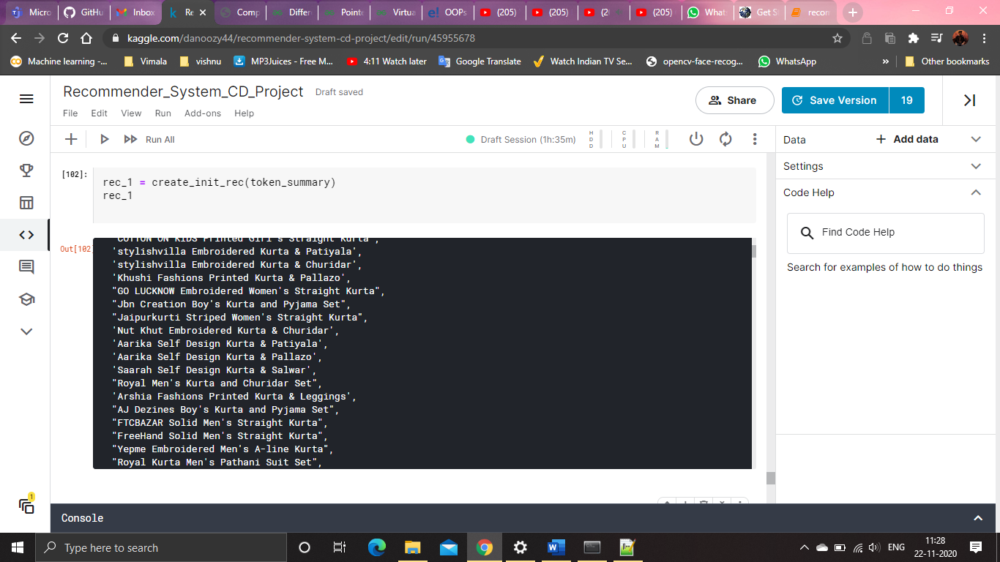 Micro
GitHu
Inbox
Re
Comp
Differ
Pointe
Virtua
OOPs
(205)
(205)
(2
(205)
What
Get S
recon
kaggle.com/danoozy44/recommender-system-cd-project/edit/run/45955678
Machine learning -...
Vimala
vishnu
MP3Juices - Free M...
4:11 Watch later
Google Translate
Watch Indian TV Se...
opencv-face-recog...
WhatsApp
»
Other bookmarks
Recommender_System_CD_Project
Draft saved
File Edit View Run Add-ons Help
Share
Save Version
19
Run All
Draft Session (1h:35m)
HDD
CPU
RAM
Data
+ Add data
Settings
Code Help
Find Code Help
Search for examples of how to do things
[102]:
rec_1 = create_init_rec(token_summary)
rec_1
Out[102
'COTTON ON KIDS Printed Girl's Straight Kurta',
'stylishvilla Embroidered Kurta & Patiyala',
'stylishvilla Embroidered Kurta & Churidar',
'Khushi Fashions Printed Kurta & Pallazo',
"GO LUCKNOW Embroidered Women's Straight Kurta",
"Jbn Creation Boy's Kurta and Pyjama Set",
"Jaipurkurti Striped Women's Straight Kurta",
'Nut Khut Embroidered Kurta & Churidar',
'Aarika Self Design Kurta & Patiyala',
'Aarika Self Design Kurta & Pallazo',
'Saarah Self Design Kurta & Salwar',
"Royal Men's Kurta and Churidar Set",
'Arshia Fashions Printed Kurta & Leggings',
"AJ Dezines Boy's Kurta and Pyjama Set",
"FTCBAZAR Solid Men's Straight Kurta",
"FreeHand Solid Men's Straight Kurta",
"Yepme Embroidered Men's A-line Kurta",
"Royal Kurta Men's Pathani Suit Set",
1
Console
Type here to search
ENG
11:28
22-11-2020